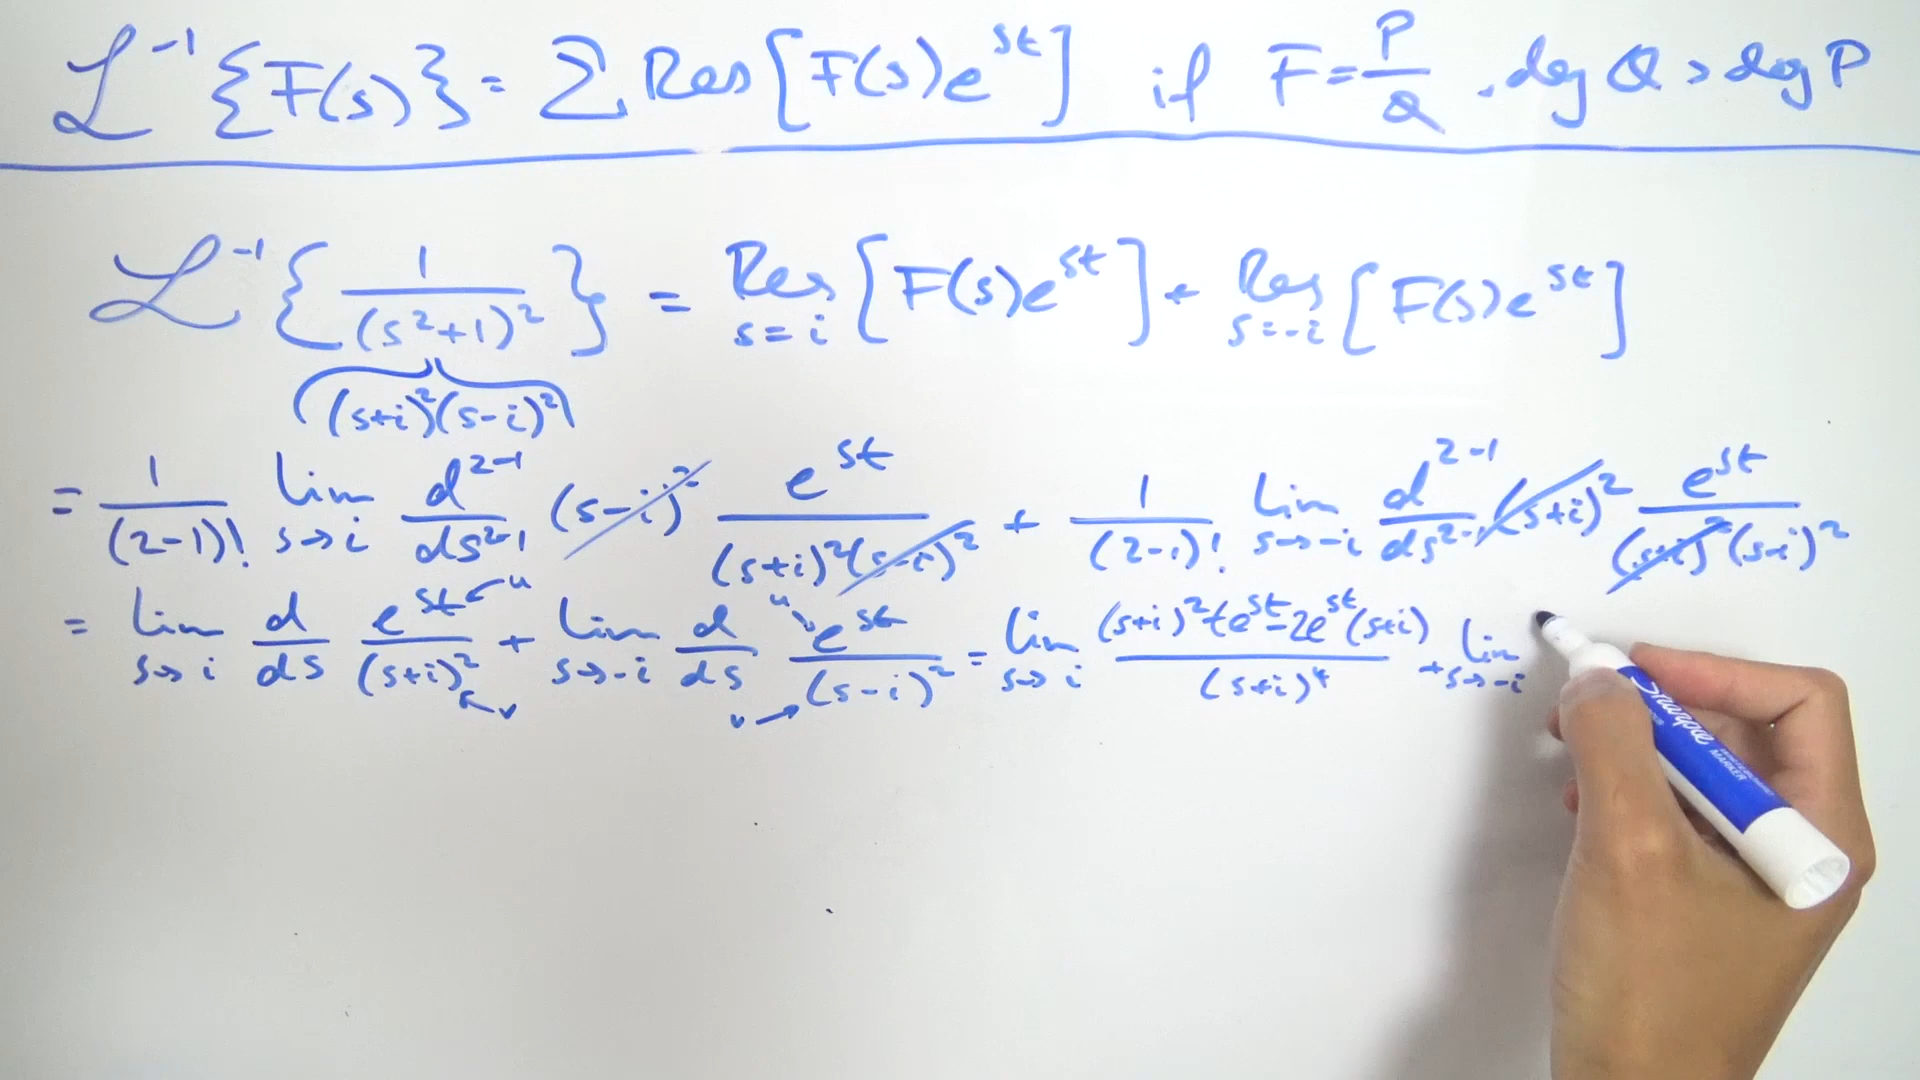 ℒ⁻¹{F(s)} = ∑ Res[F(s)e^{st}] if F = P/Q , deg Q > deg P
ℒ⁻¹{1/(s²+1)²} = Res_{s=i}[F(s)e^{st}] + Res_{s=-i}[F(s)e^{st}]
(s+i)²(s-i)²
= 1/(2-1)! lim_{s→i} d^{2-1}/ds^{2-1} (s-i)² e^{st}/((s+i)²(s-i)²) + 1/(2-1)! lim_{s→-i} d^{2-1}/ds^{2-1} (s+i)² e^{st}/((s+i)²(s-i)²)
= lim_{s→i} d/ds e^{st}/(s+i)² + lim_{s→-i} d/ds e^{st}/(s-i)² = lim_{s→i} ((s+i)²te^{st}-2e^{st}(s+i))/(s+i)⁴ + lim_{s→-i}
u
v
u
v
Sharpie
MARKER